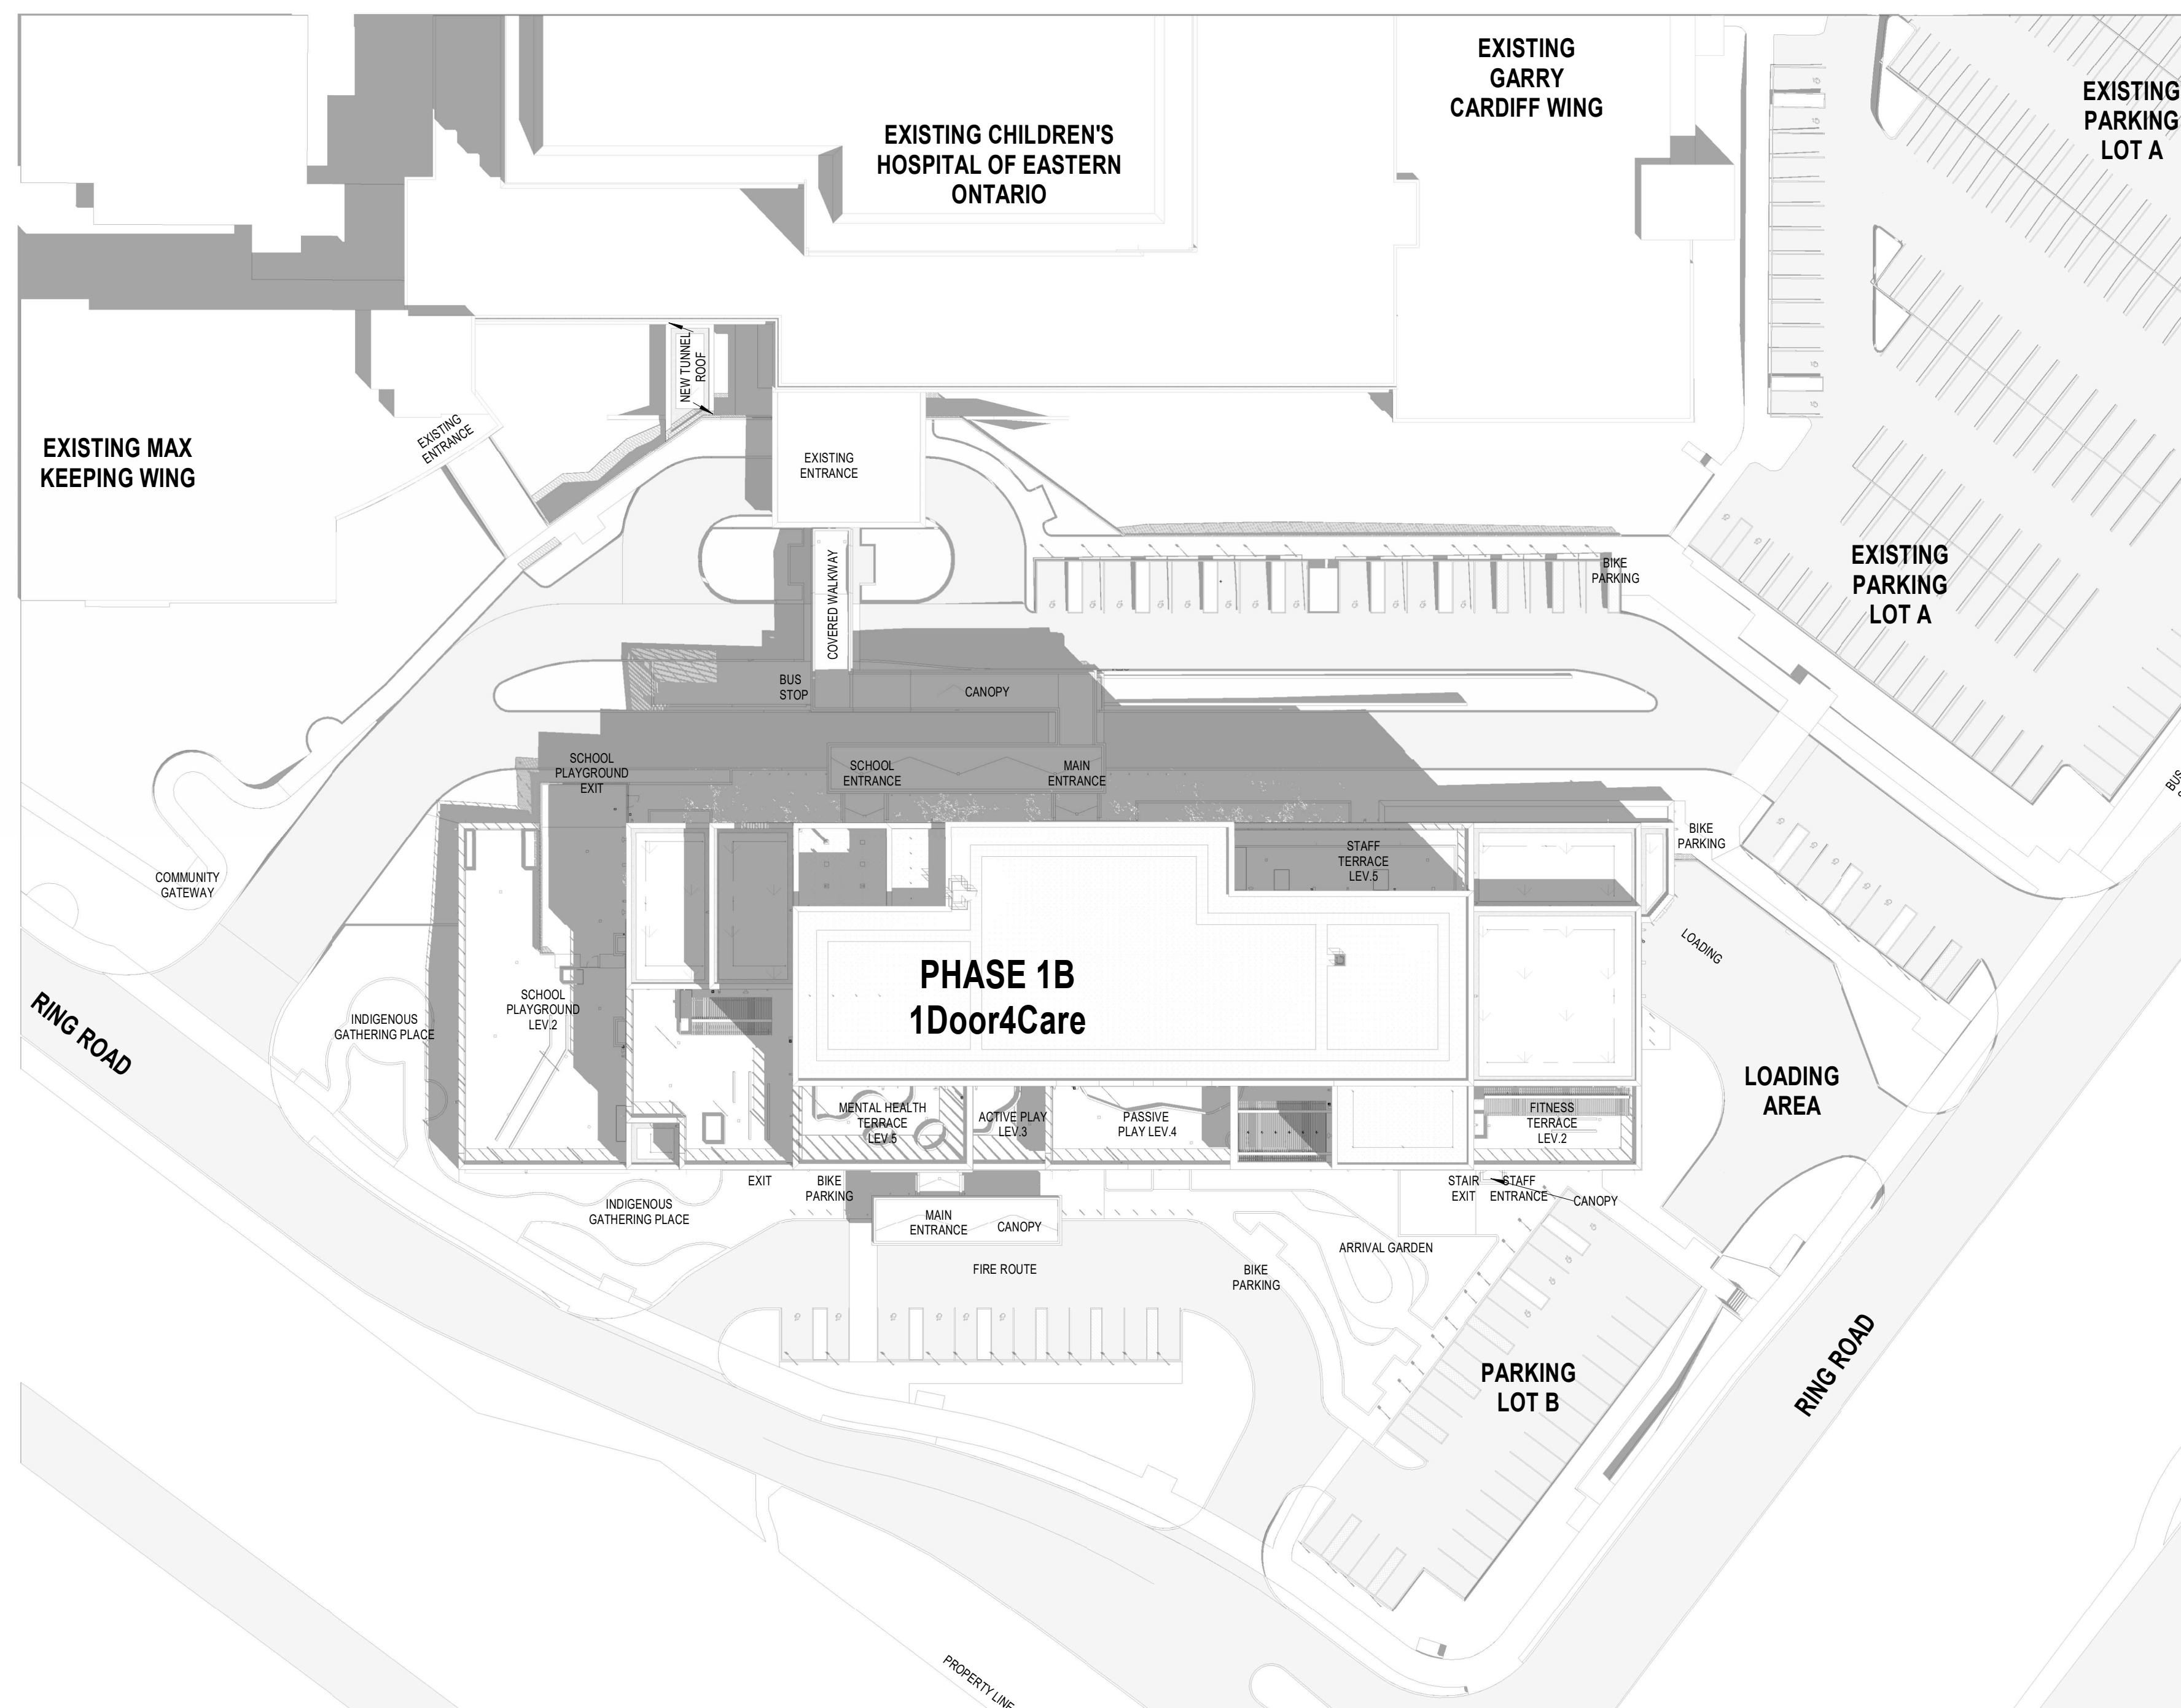 EXISTING
GARRY
CARDIFF WING
EXISTING
PARKING
LOT A
EXISTING CHILDREN'S
HOSPITAL OF EASTERN
ONTARIO
NEW TUNNEL
ROOF
EXISTING MAX
KEEPING WING
EXISTING
ENTRANCE
EXISTING
ENTRANCE
COVERED WALKWAY
BIKE
PARKING
EXISTING
PARKING
LOT A
BUS
STOP
CANOPY
SCHOOL
PLAYGROUND
EXIT
SCHOOL
ENTRANCE
MAIN
ENTRANCE
BUS
STAFF
TERRACE
LEV.5
BIKE
PARKING
COMMUNITY
GATEWAY
LOADING
PHASE 1B
1Door4Care
SCHOOL
PLAYGROUND
LEV.2
INDIGENOUS
GATHERING PLACE
RING ROAD
LOADING
AREA
MENTAL HEALTH
TERRACE
LEV.5
ACTIVE PLAY
LEV.3
PASSIVE
PLAY LEV.4
FITNESS
TERRACE
LEV.2
EXIT
BIKE
PARKING
STAIR
EXIT
STAFF
ENTRANCE
CANOPY
INDIGENOUS
GATHERING PLACE
MAIN
ENTRANCE
CANOPY
ARRIVAL GARDEN
FIRE ROUTE
BIKE
PARKING
PARKING
LOT B
RING ROAD
PROPERTY LINE